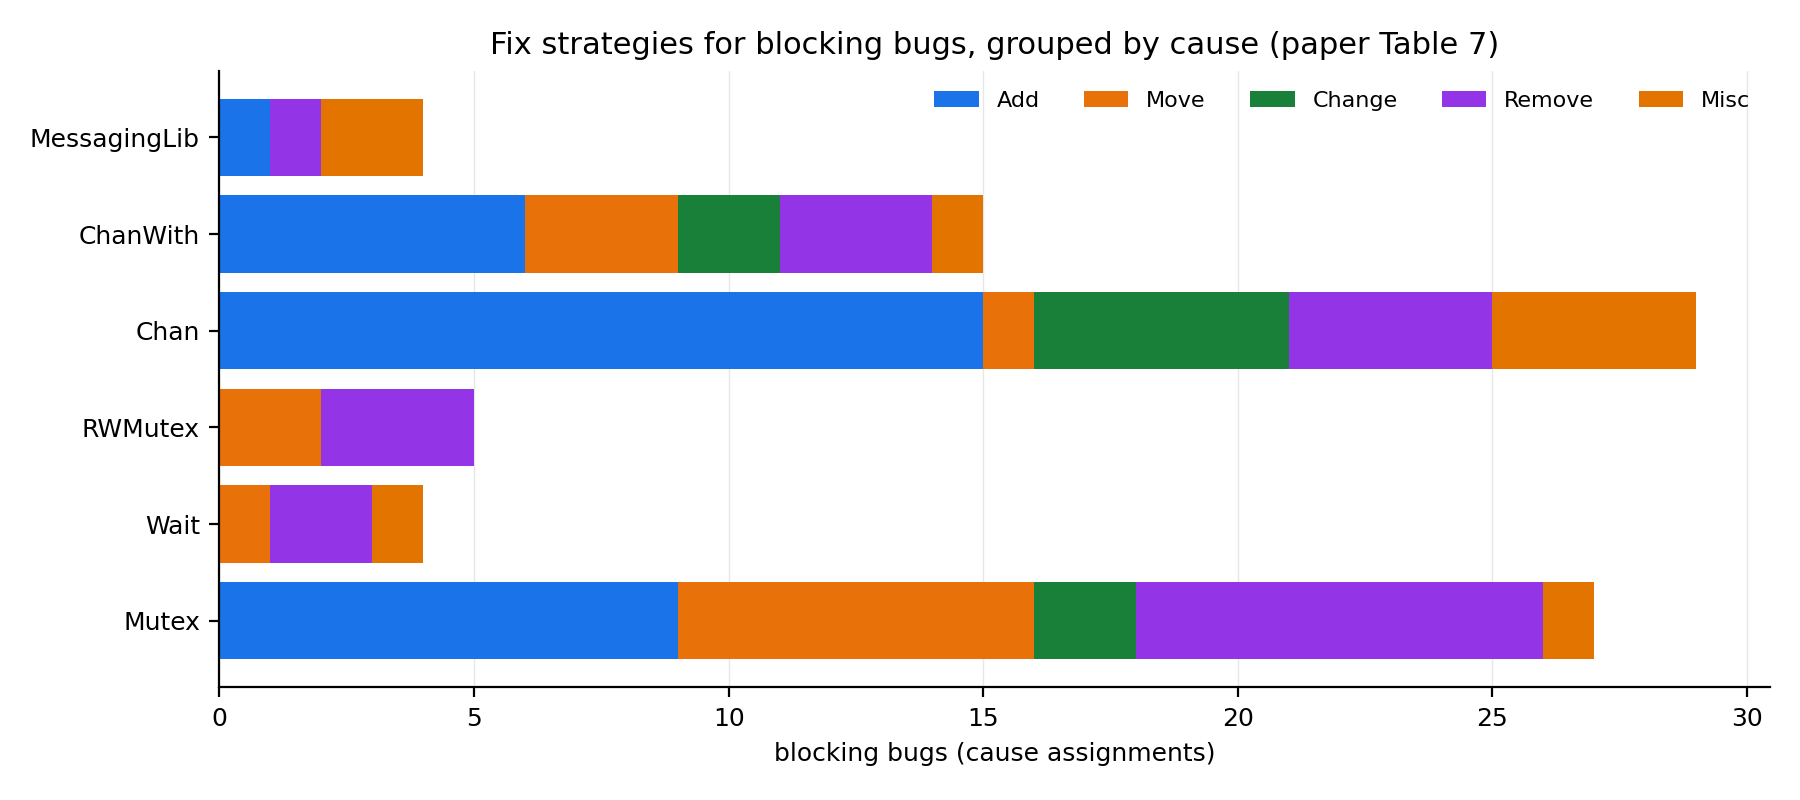 Fix strategies for blocking bugs, grouped by cause (paper Table 7)
Add Move Change Remove Misc
MessagingLib
ChanWith
Chan
RWMutex
Wait
Mutex
0 5 10 15 20 25 30
blocking bugs (cause assignments)